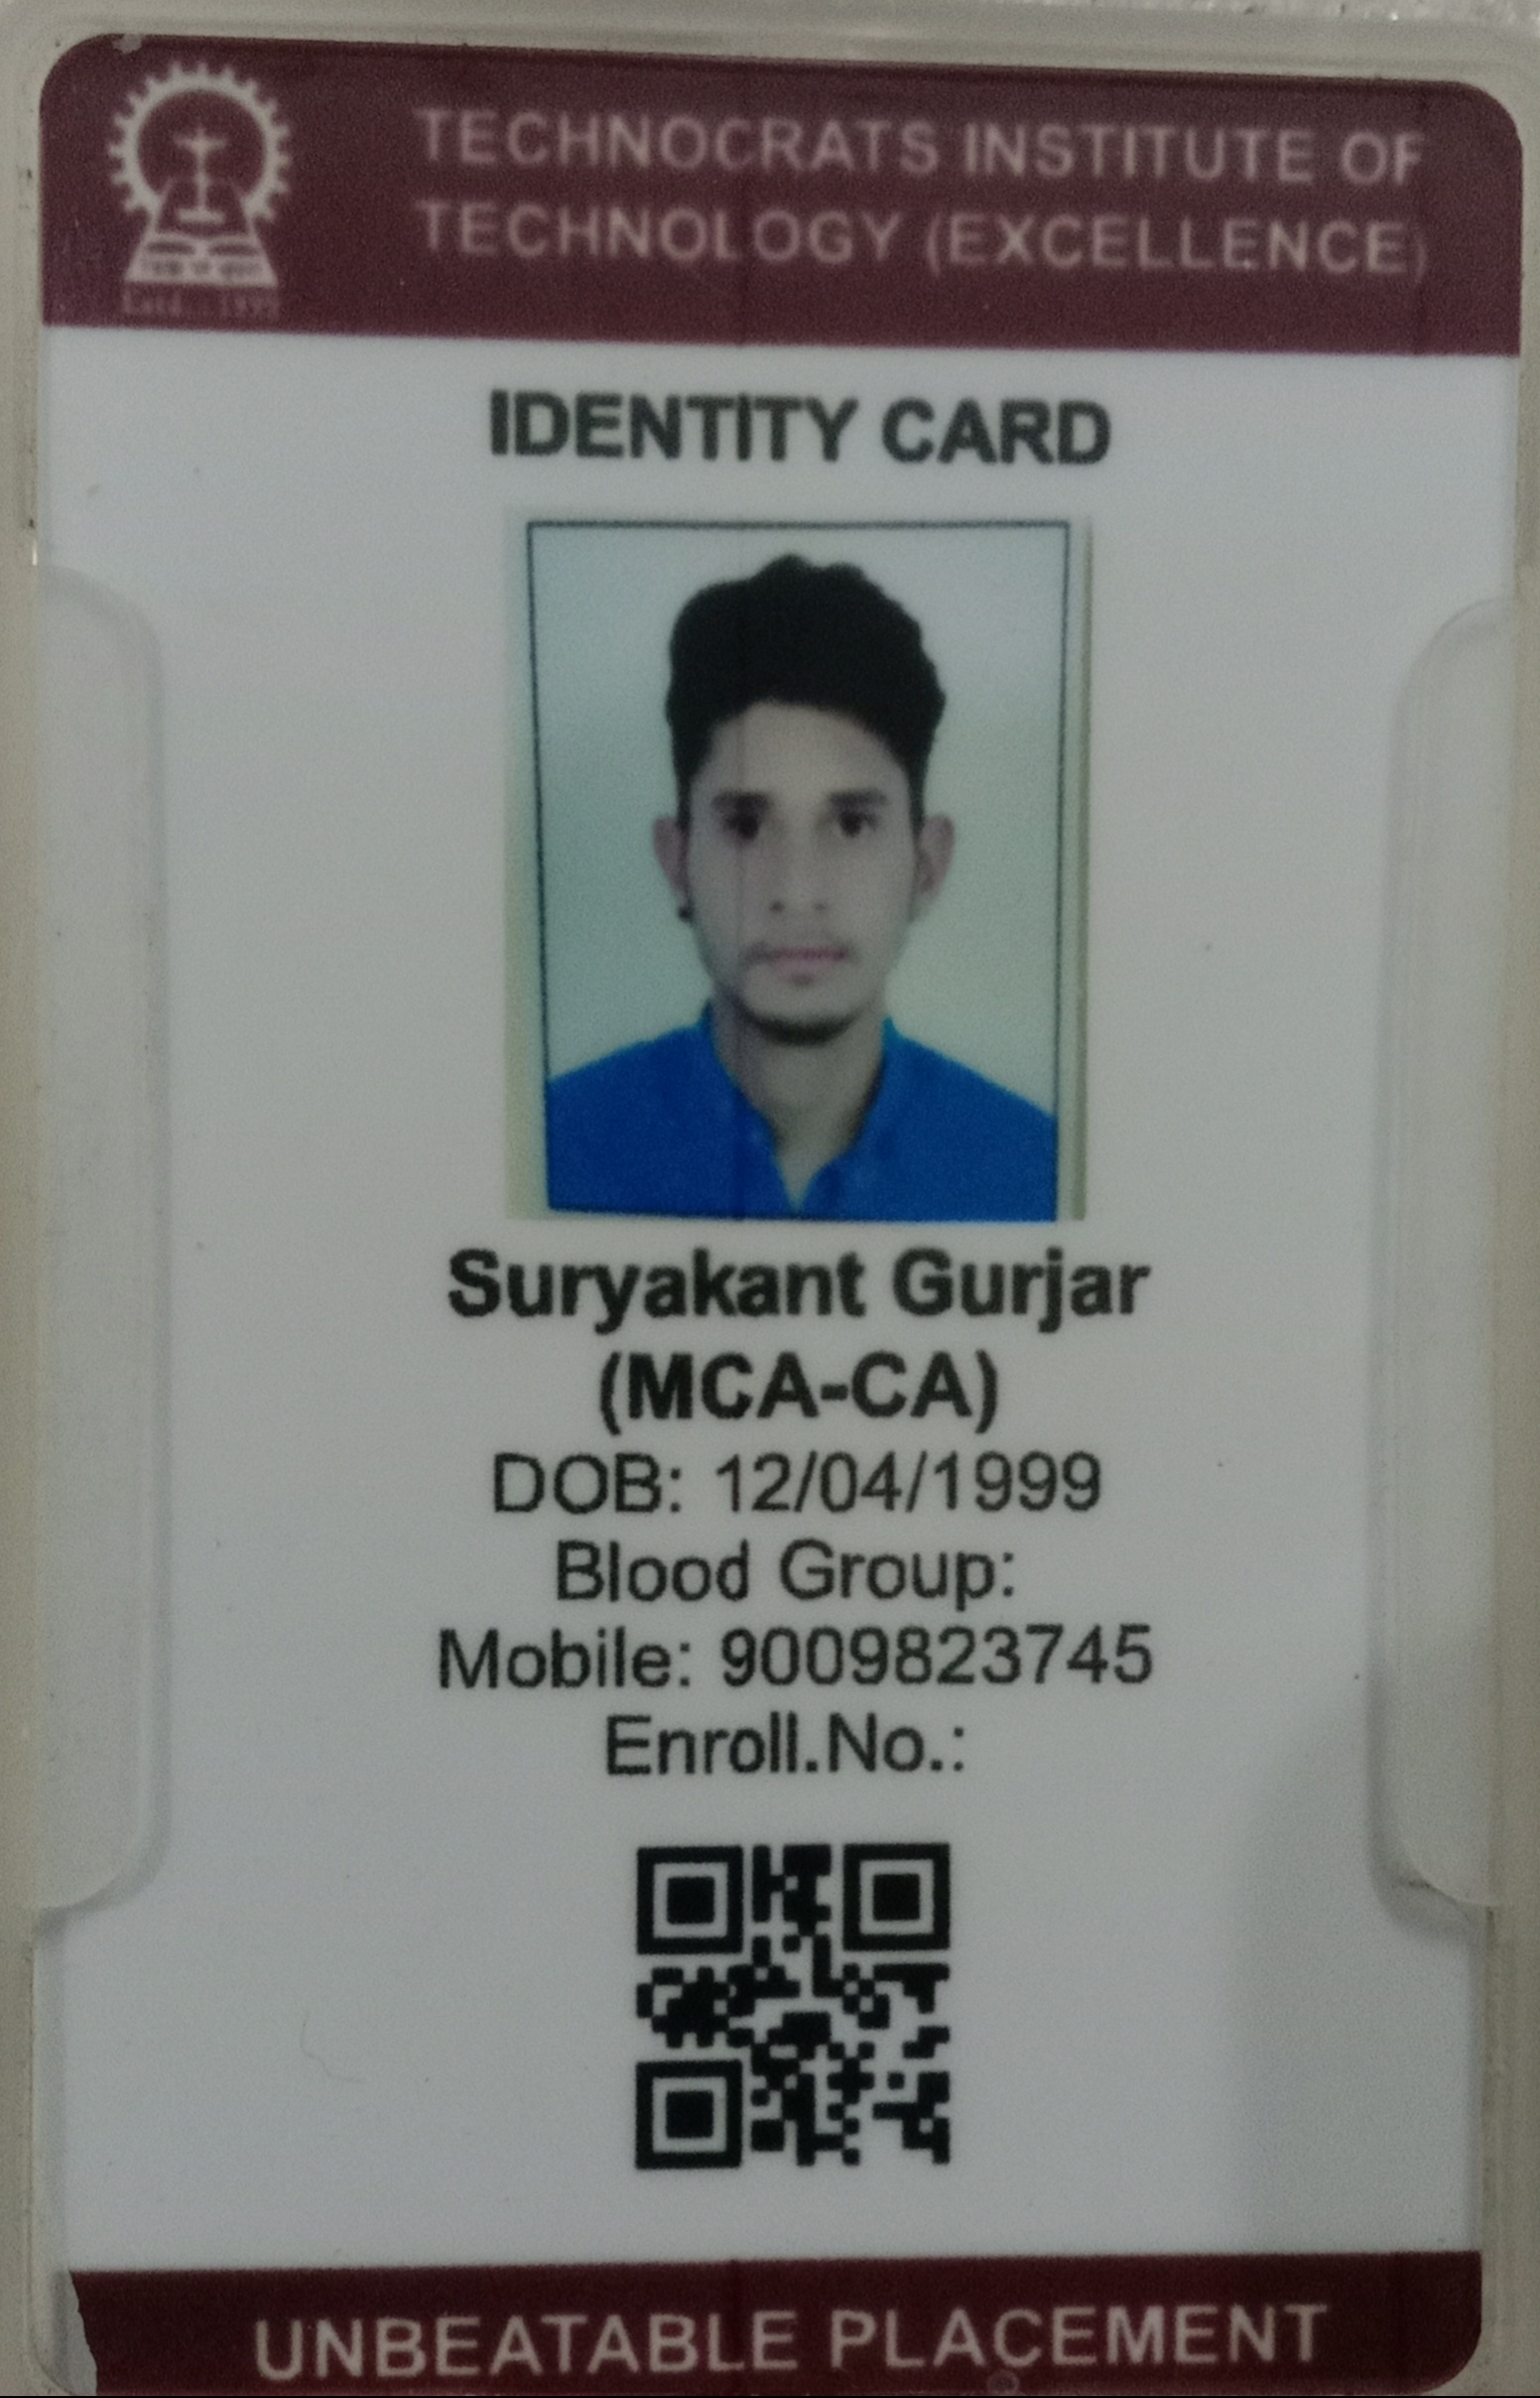 TECHNOCRATS INSTITUTE OF
TECHNOLOGY (EXCELLENCE)
Estd.
IDENTITY CARD
Suryakant Gurjar
(MCA-CA)
DOB: 12/04/1999
Blood Group:
Mobile: 9009823745
Enroll.No.:
UNBEATABLE PLACEMENT